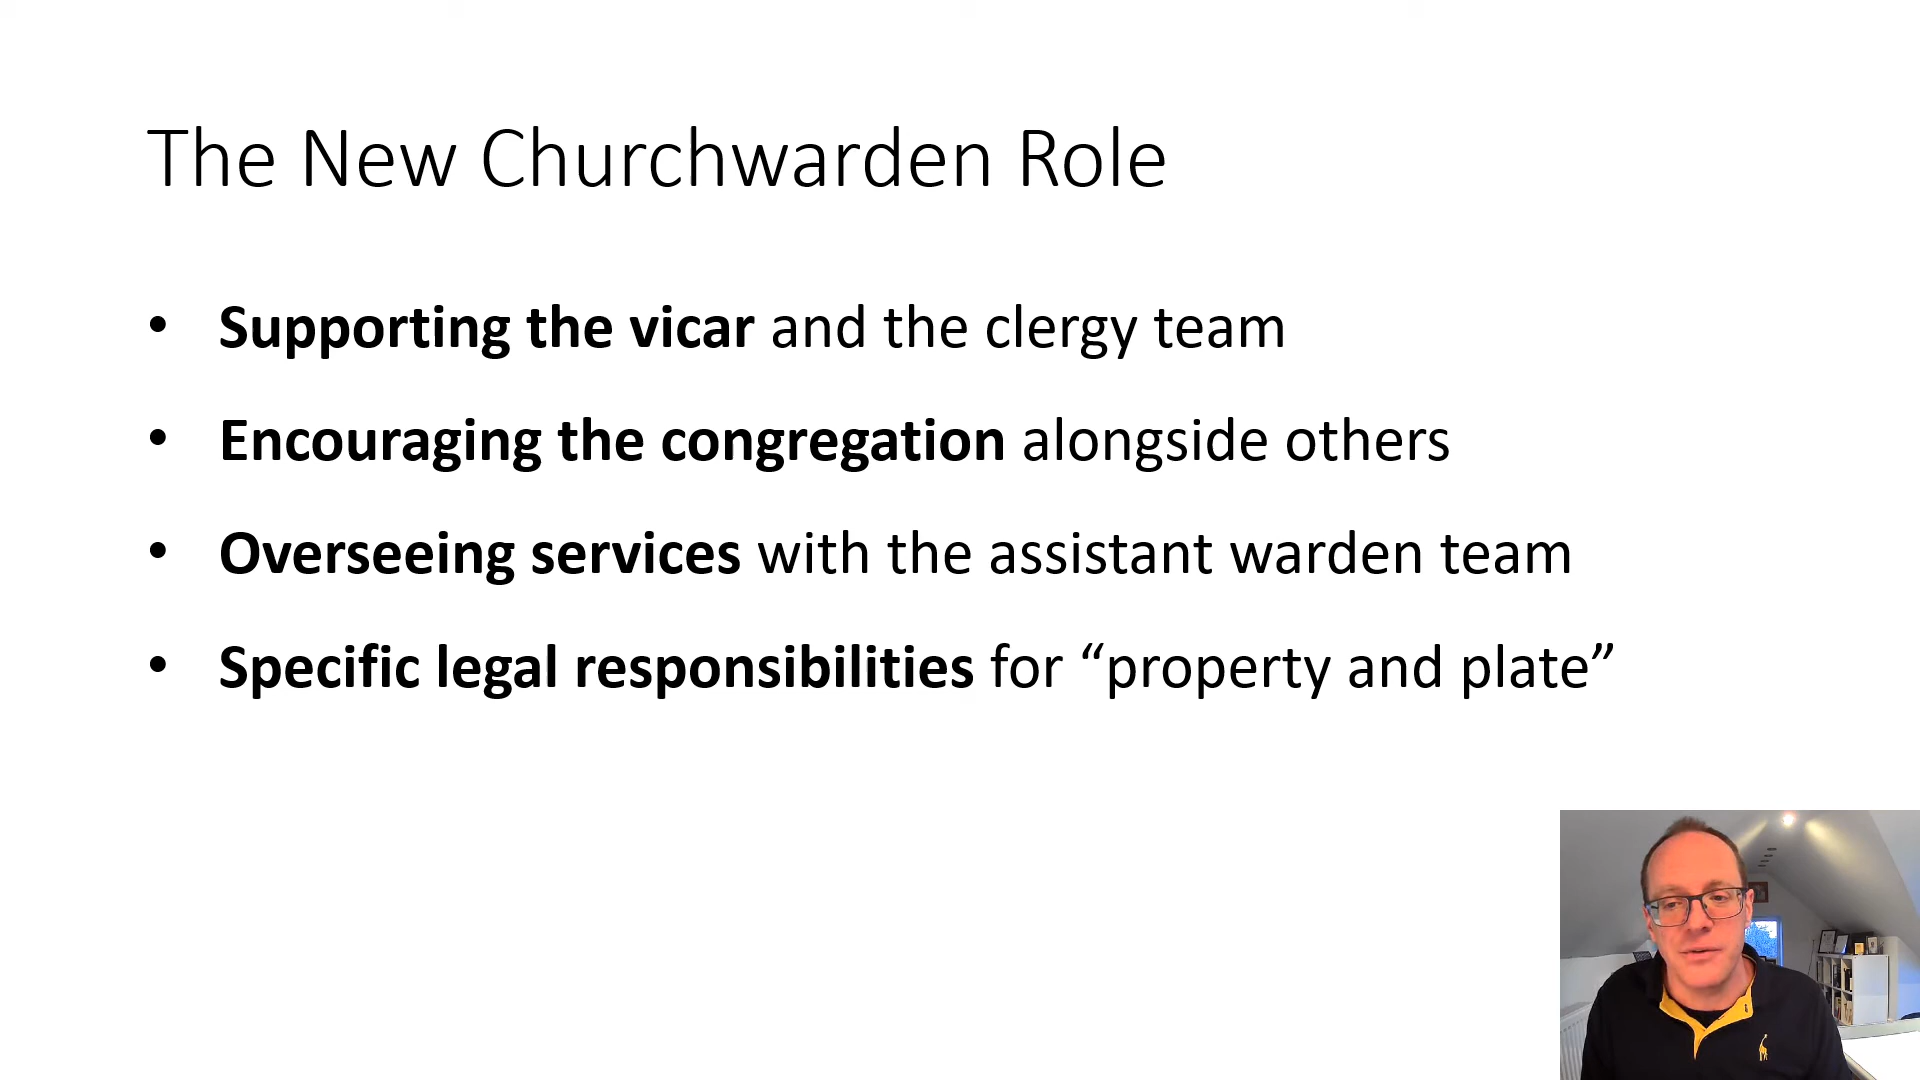 The New Churchwarden Role
• Supporting the vicar and the clergy team
• Encouraging the congregation alongside others
• Overseeing services with the assistant warden team
• Specific legal responsibilities for “property and plate”